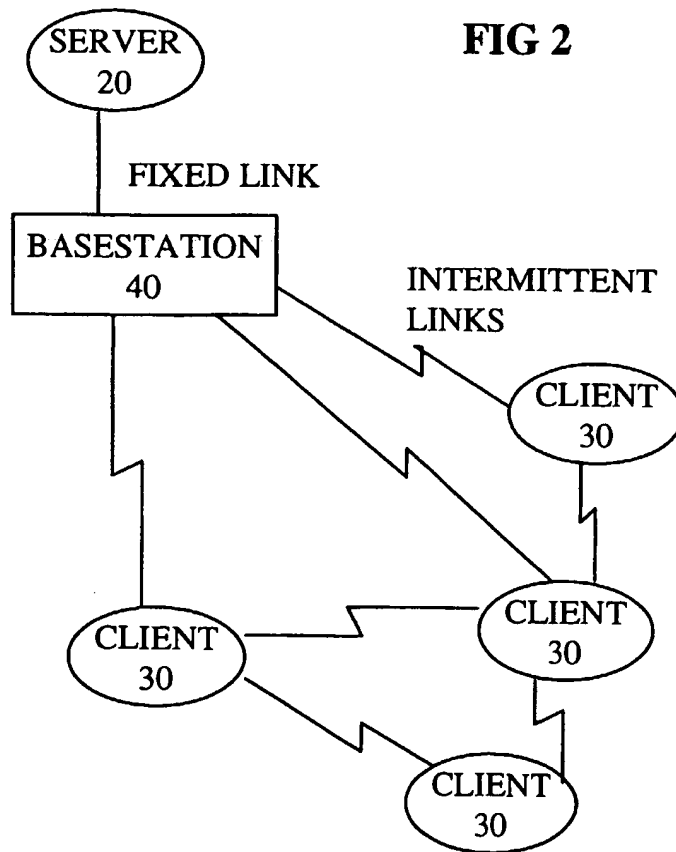 FIG 2
SERVER
20
FIXED LINK
BASESTATION
40
INTERMITTENT
LINKS
CLIENT
30
CLIENT
30
CLIENT
30
CLIENT
30